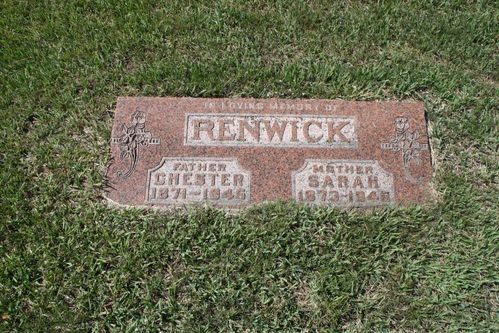 IN LOVING MEMORY OF
RENWICK
FATHER
CHESTER
1871-1945
MOTHER
SARAH
1873-1948